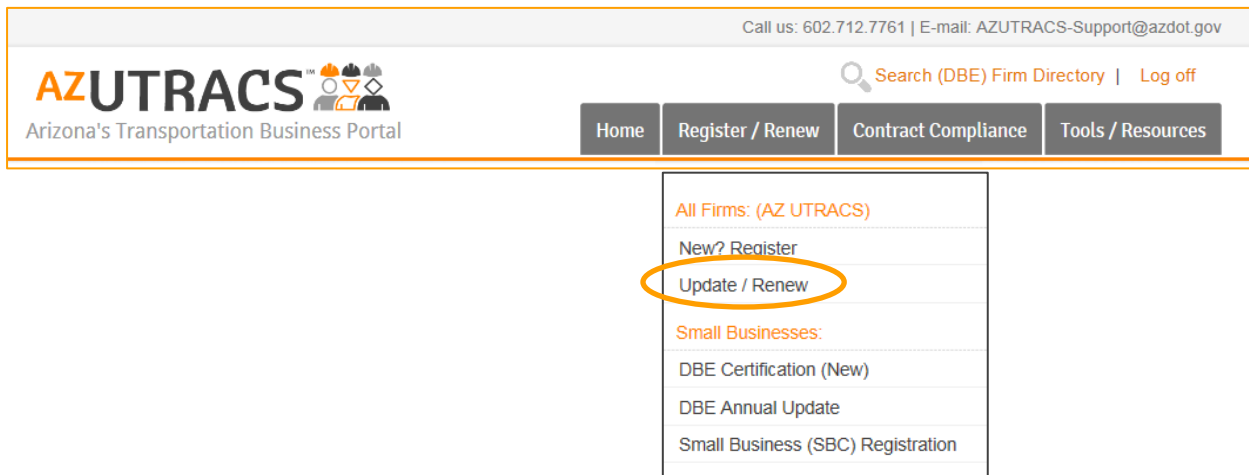 Call us: 602.712.7761 | E-mail: AZUTRACS-Support@azdot.gov
AZUTRACS™
Search (DBE) Firm Directory | Log off
Arizona's Transportation Business Portal
Home Register / Renew Contract Compliance Tools / Resources
All Firms: (AZ UTRACS)
New? Register
Update / Renew
Small Businesses:
DBE Certification (New)
DBE Annual Update
Small Business (SBC) Registration